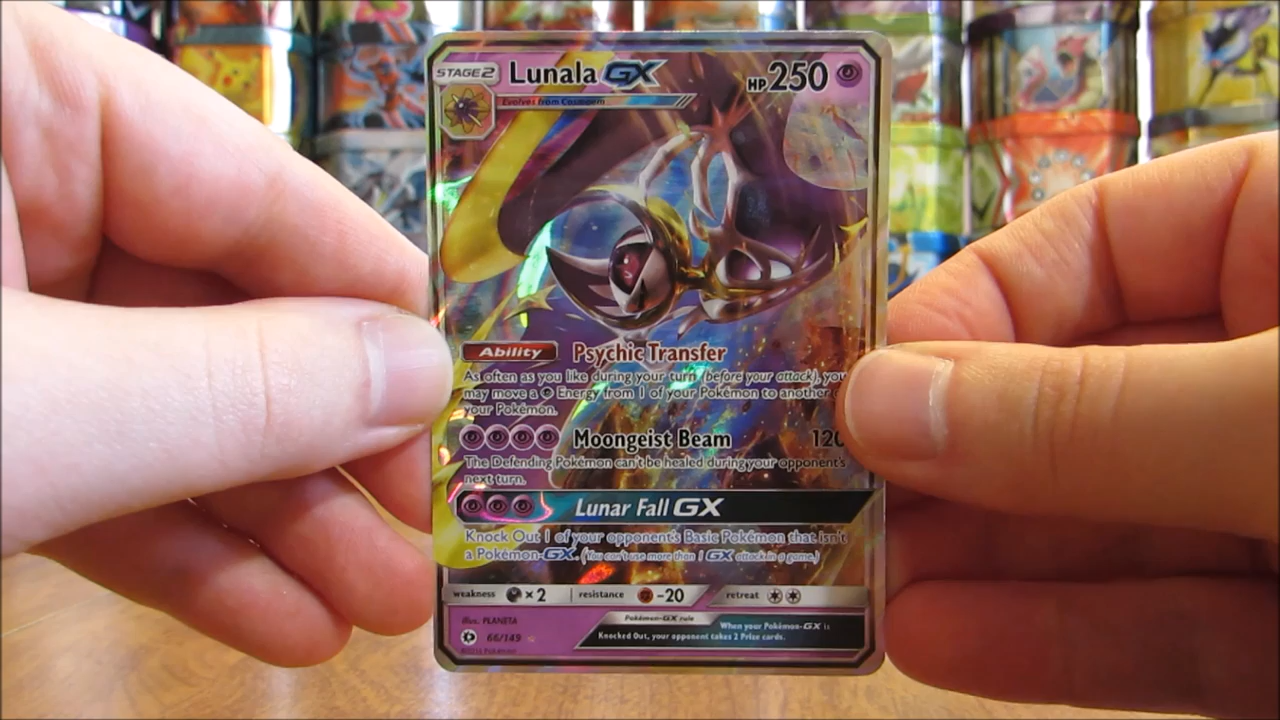 STAGE2 Lunala GX HP250
Evolves from Cosmoem
Ability Psychic Transfer
As often as you like during your turn (before your attack), you
may move a Energy from 1 of your Pokémon to another
your Pokémon.
Moongeist Beam 120
The Defending Pokémon can't be healed during your opponent's
next turn.
Lunar Fall GX
Knock Out 1 of your opponent's Basic Pokémon that isn't
a Pokémon-GX. (You can't use more than 1 GX attack in a game.)
weakness ×2 resistance -20 retreat
illus. PLANETA
Pokémon-GX rule
When your Pokémon-GX is
Knocked Out, your opponent takes 2 Prize cards.
66/149